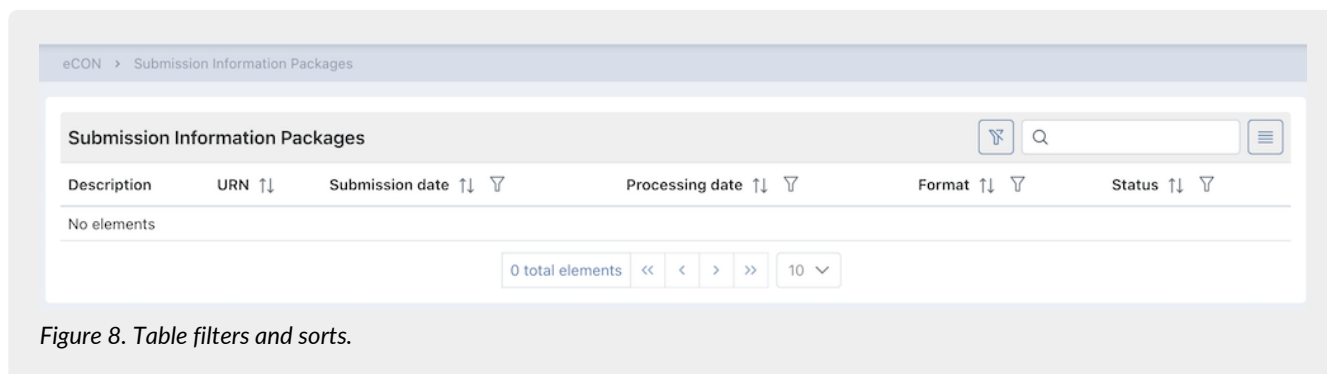 eCON > Submission Information Packages
Submission Information Packages
Description URN Submission date Processing date Format Status
No elements
0 total elements << < > >> 10
Figure 8. Table filters and sorts.